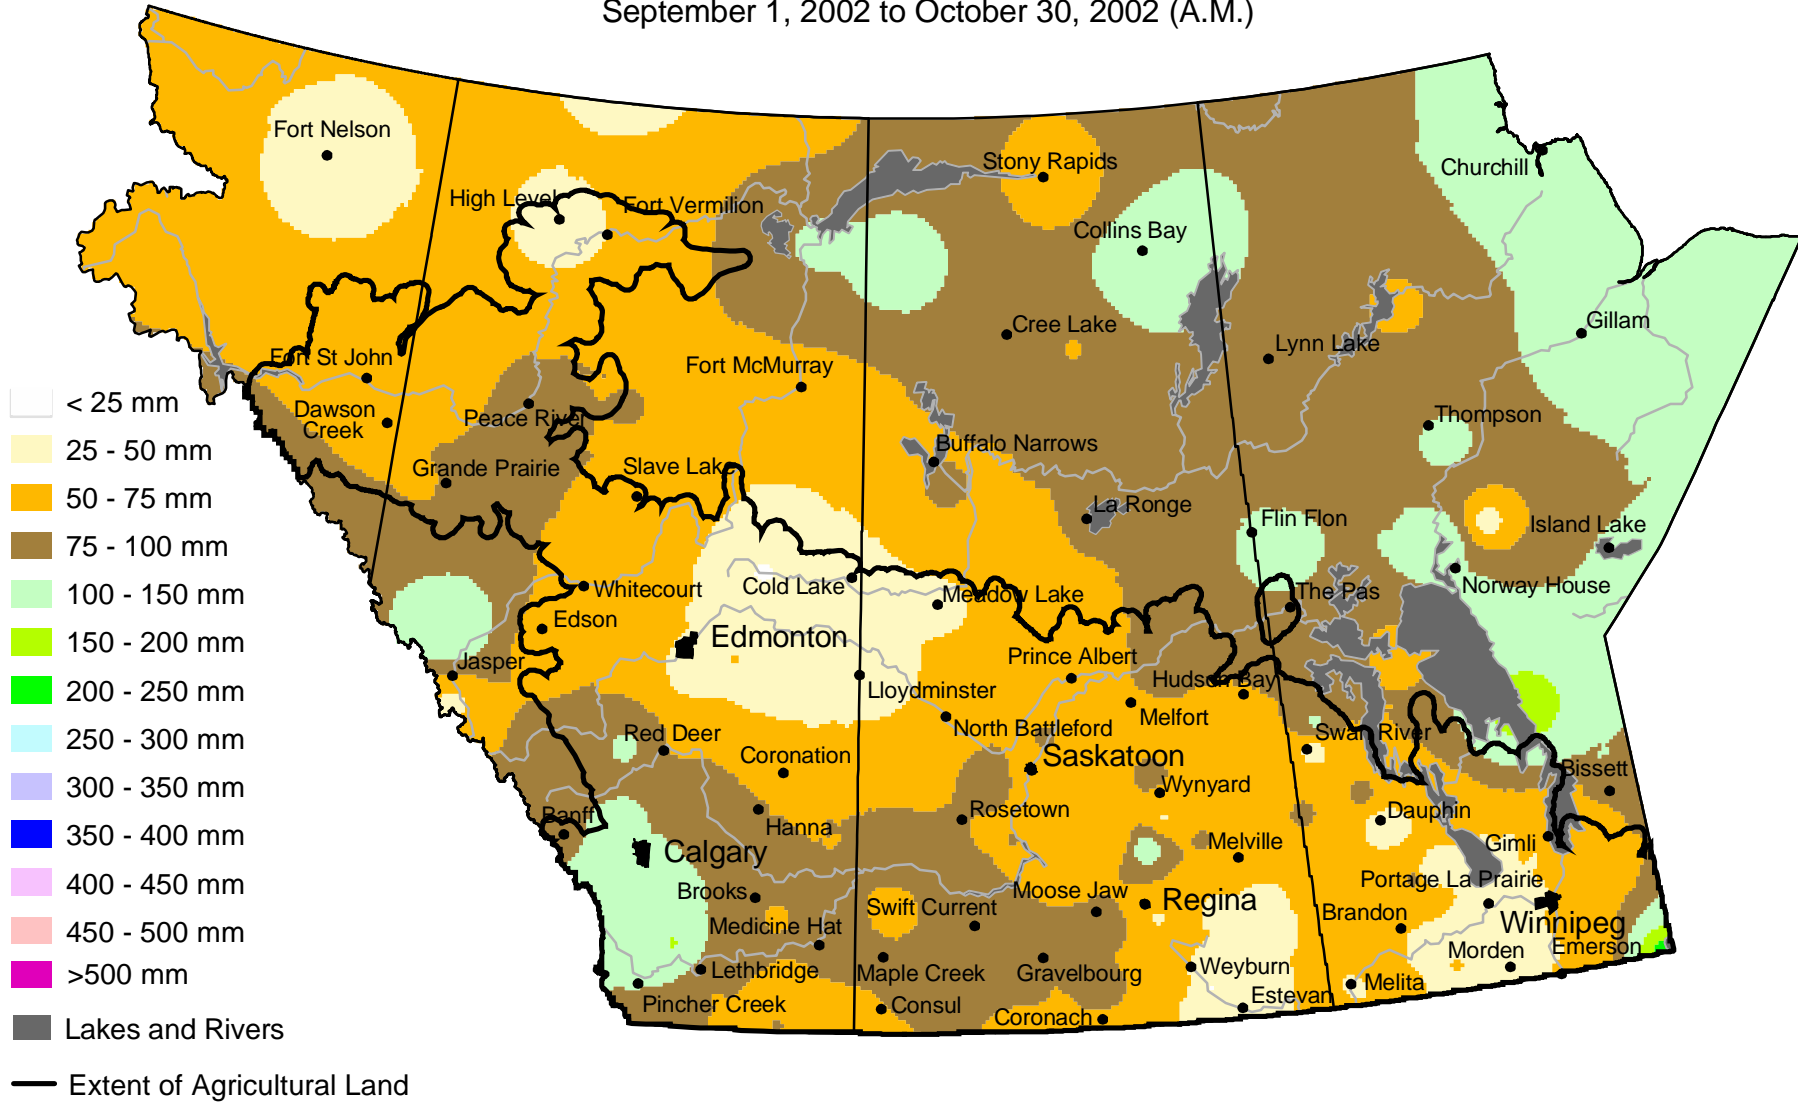 September 1, 2002 to October 30, 2002 (A.M.)
Fort Nelson
High Level
Fort Vermilion
Stony Rapids
Collins Bay
Churchill
Cree Lake
Lynn Lake
Gillam
Fort St John
Fort McMurray
Dawson
Creek
Peace River
Grande Prairie
Slave Lake
Buffalo Narrows
Thompson
La Ronge
Flin Flon
Island Lake
Whitecourt
Cold Lake
Meadow Lake
The Pas
Norway House
Edson
Edmonton
Jasper
Prince Albert
Lloydminster
Hudson Bay
Melfort
North Battleford
Red Deer
Coronation
Saskatoon
Swan River
Wynyard
Bissett
Banff
Hanna
Rosetown
Dauphin
Calgary
Melville
Gimli
Brooks
Moose Jaw
Portage La Prairie
Swift Current
Regina
Brandon
Winnipeg
Medicine Hat
Morden
Emerson
Lethbridge
Maple Creek
Gravelbourg
Weyburn
Melita
Pincher Creek
Consul
Coronach
Estevan
< 25 mm
25 - 50 mm
50 - 75 mm
75 - 100 mm
100 - 150 mm
150 - 200 mm
200 - 250 mm
250 - 300 mm
300 - 350 mm
350 - 400 mm
400 - 450 mm
450 - 500 mm
>500 mm
Lakes and Rivers
Extent of Agricultural Land